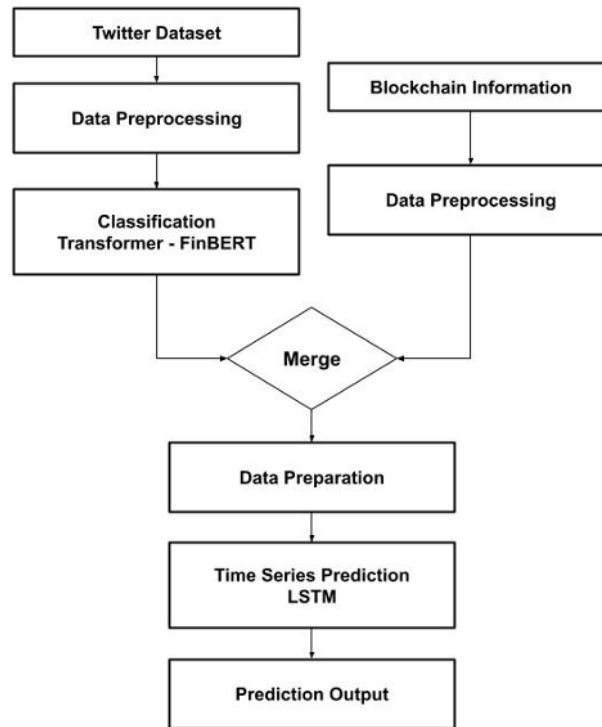 Twitter Dataset
Data Preprocessing
Classification
Transformer - FinBERT
Blockchain Information
Data Preprocessing
Merge
Data Preparation
Time Series Prediction
LSTM
Prediction Output